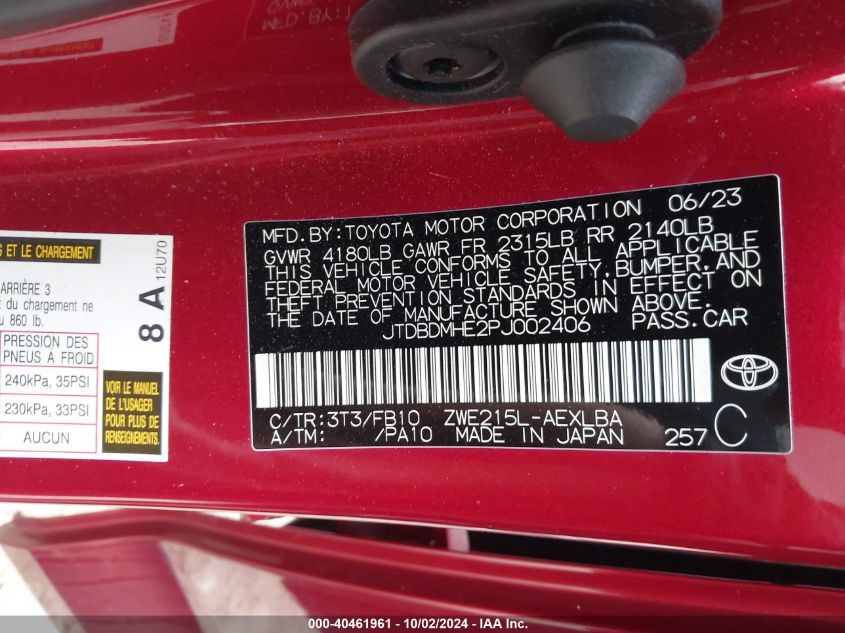 MFD.BY:TOYOTA MOTOR CORPORATION 06/23
GVWR 4180LB GAWR FR 2315LB RR 2140LB
THIS VEHICLE CONFORMS TO ALL APPLICABLE
FEDERAL MOTOR VEHICLE SAFETY,BUMPER,AND
THEFT PREVENTION STANDARDS IN EFFECT ON
THE DATE OF MANUFACTURE SHOWN ABOVE.
JTDBDMHE2PJ002406 PASS.CAR
C/TR:3T3/FB10 ZWE215L-AEXLBA
A/TM: /PA10 MADE IN JAPAN 257 C
ET LE CHARGEMENT
ARRIÈRE 3
du chargement ne
860 lb.
8 A 12U70
PRESSION DES
PNEUS À FROID
240kPa, 35PSI
230kPa, 33PSI
AUCUN
VOIR LE MANUEL
DE L'USAGER
POUR PLUS DE
RENSEIGNEMENTS
000-40461961 - 10/02/2024 - IAA Inc.